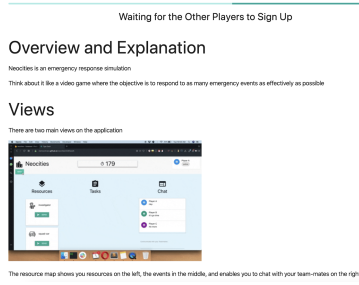 Waiting for the Other Players to Sign Up
Overview and Explanation
Neocities is an emergency response simulation
Think about it like a video game where the objective is to respond to as many emergency events as effectively as possible
Views
There are two main views on the application
Neocities
179
Resources
Tasks
Chat
The resource map shows you resources on the left, the events in the middle, and enables you to chat with your team-mates on the righ